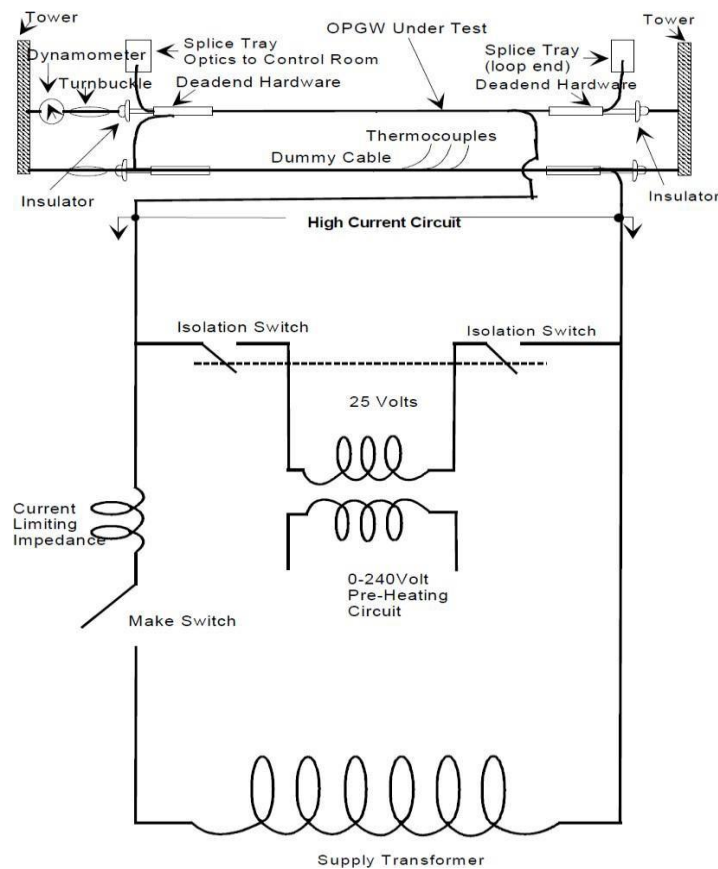 Tower
Dynamometer
Turnbuckle
Splice Tray
Optics to Control Room
Deadend Hardware
OPGW Under Test
Splice Tray
(loop end)
Deadend Hardware
Tower
Thermocouples
Dummy Cable
Insulator
Insulator
High Current Circuit
Isolation Switch
Isolation Switch
25 Volts
Current
Limiting
Impedance
0-240Volt
Pre-Heating
Circuit
Make Switch
Supply Transformer